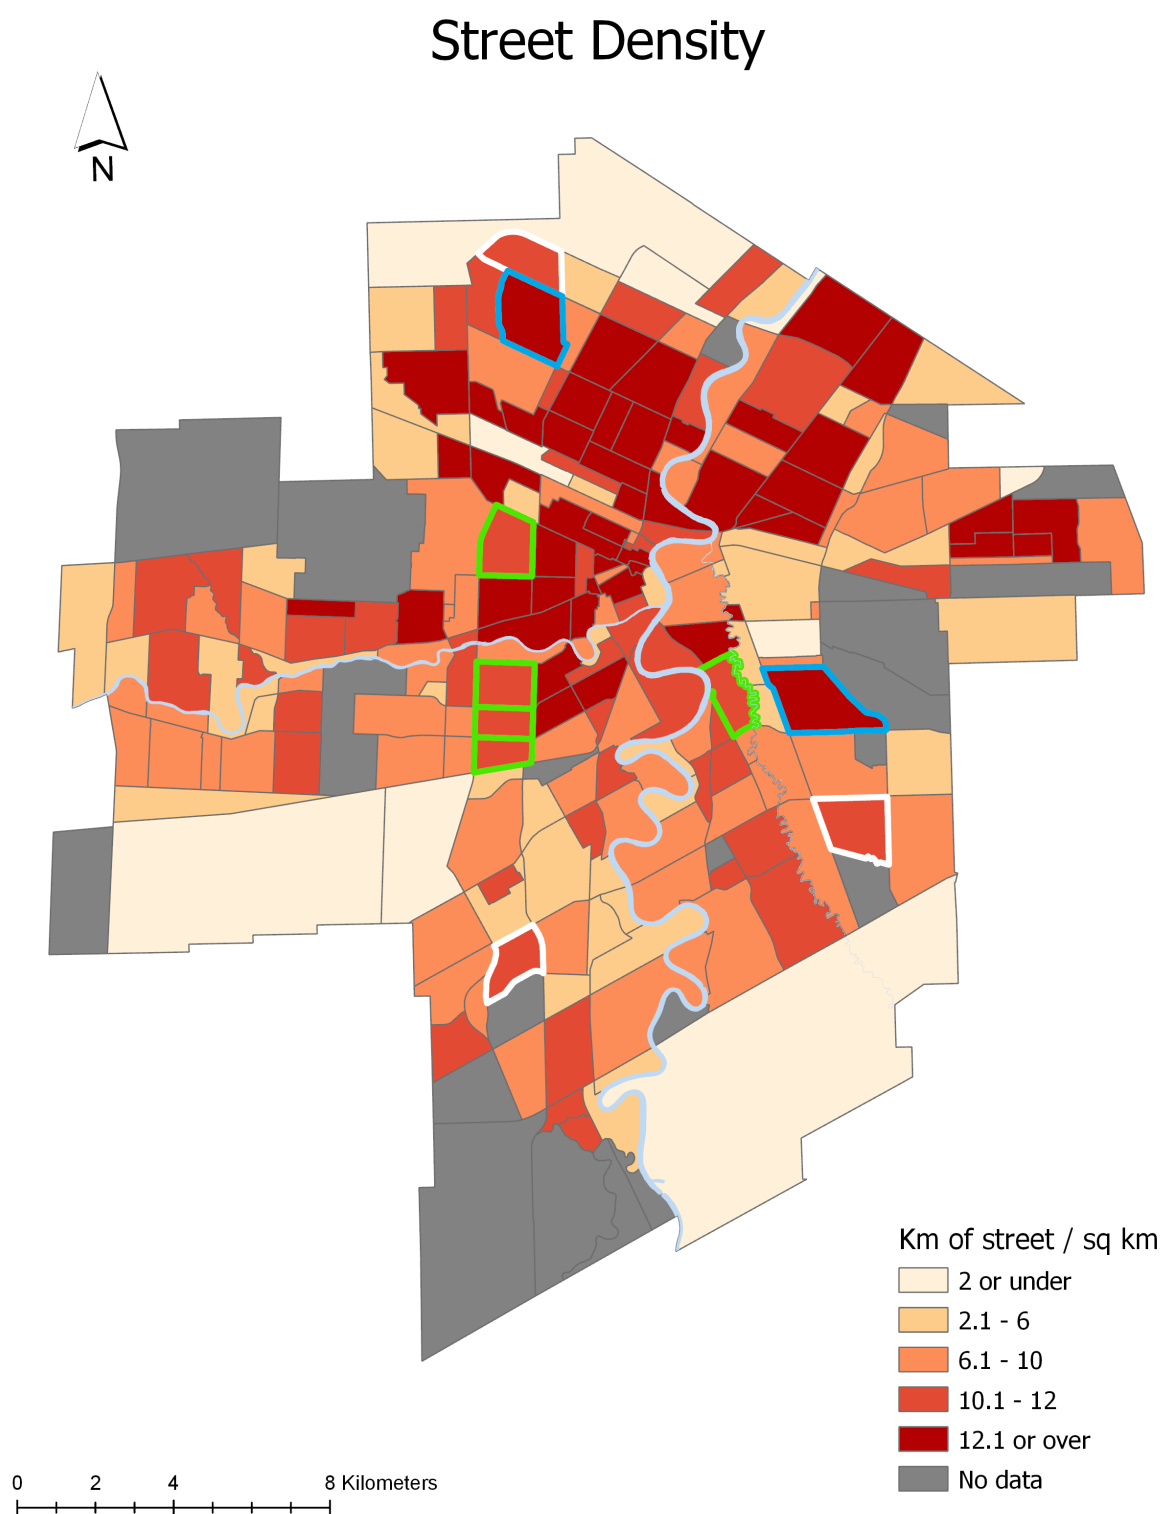 Street Density
N
Km of street / sq km
2 or under
2.1 - 6
6.1 - 10
10.1 - 12
12.1 or over
No data
0 2 4 8 Kilometers